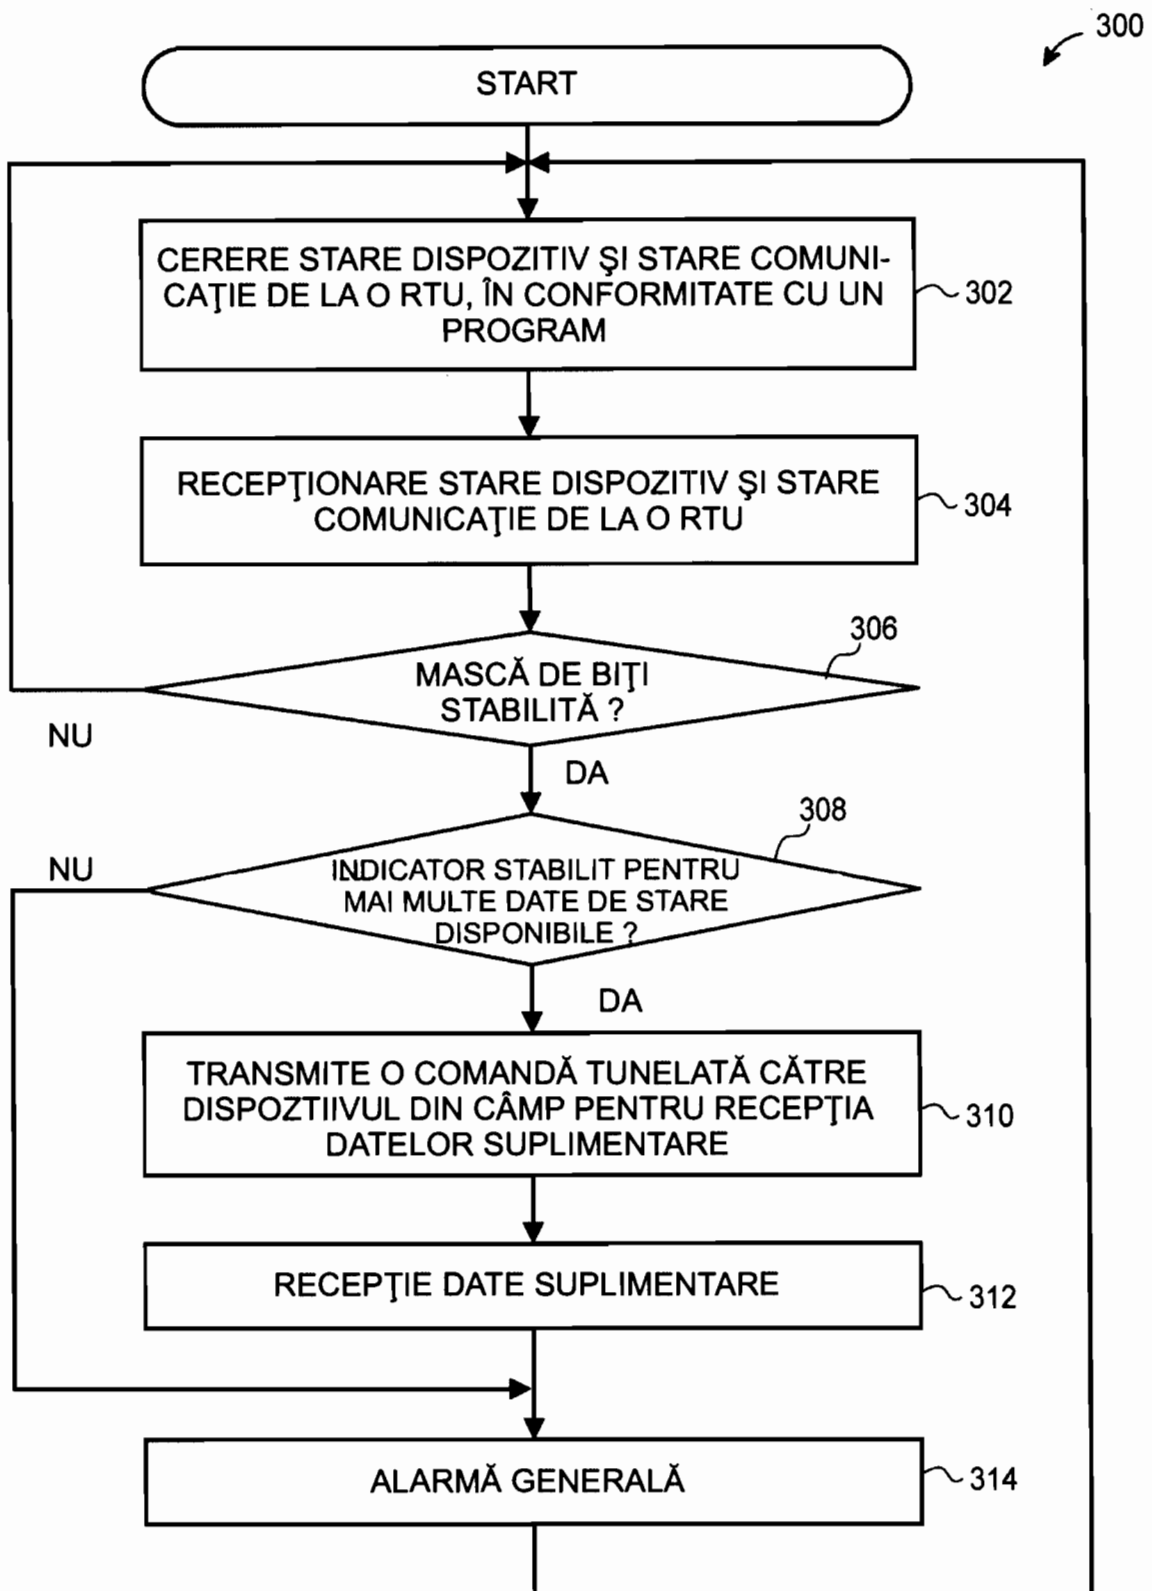 300
START
CERERE STARE DISPOZITIV ŞI STARE COMUNI-
CAŢIE DE LA O RTU, ÎN CONFORMITATE CU UN
PROGRAM
302
RECEPŢIONARE STARE DISPOZITIV ŞI STARE
COMUNICAŢIE DE LA O RTU
304
306
MASCĂ DE BIŢI
STABILITĂ ?
NU
DA
308
NU
INDICATOR STABILIT PENTRU
MAI MULTE DATE DE STARE
DISPONIBILE ?
DA
TRANSMITE O COMANDĂ TUNELATĂ CĂTRE
DISPOZTIIVUL DIN CÂMP PENTRU RECEPŢIA
DATELOR SUPLIMENTARE
310
RECEPŢIE DATE SUPLIMENTARE
312
ALARMĂ GENERALĂ
314